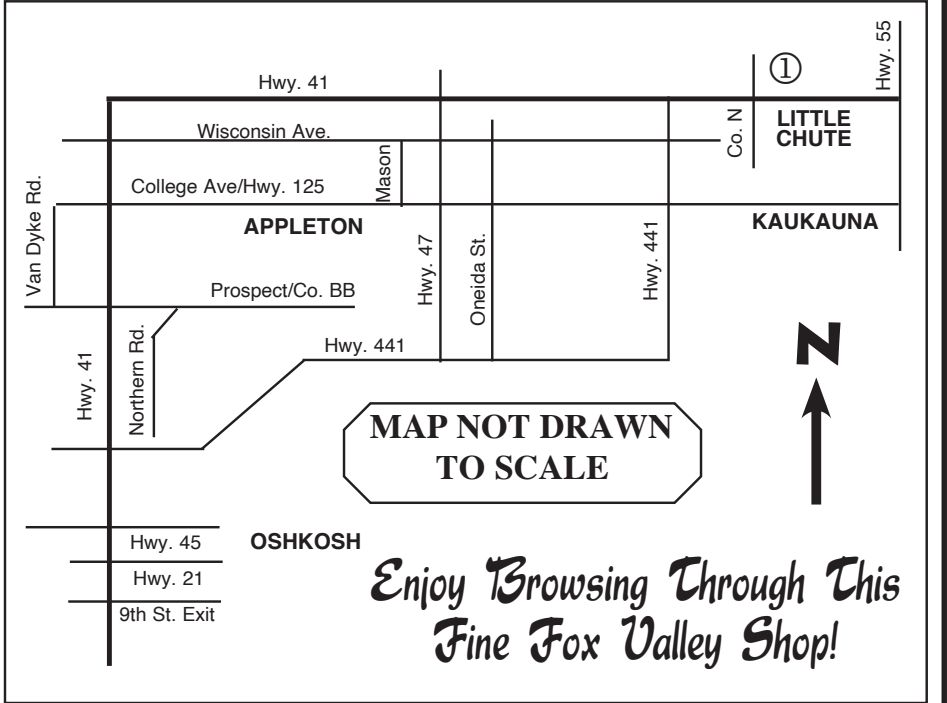 Hwy. 55
①
Hwy. 41
LITTLE
CHUTE
Co. N
Wisconsin Ave.
Mason
College Ave/Hwy. 125
Van Dyke Rd.
APPLETON
KAUKAUNA
Hwy. 47
Oneida St.
Hwy. 441
Prospect/Co. BB
Northern Rd.
Hwy. 41
Hwy. 441
N
MAP NOT DRAWN
TO SCALE
Hwy. 45
OSHKOSH
Hwy. 21
9th St. Exit
Enjoy Browsing Through This
Fine Fox Valley Shop!